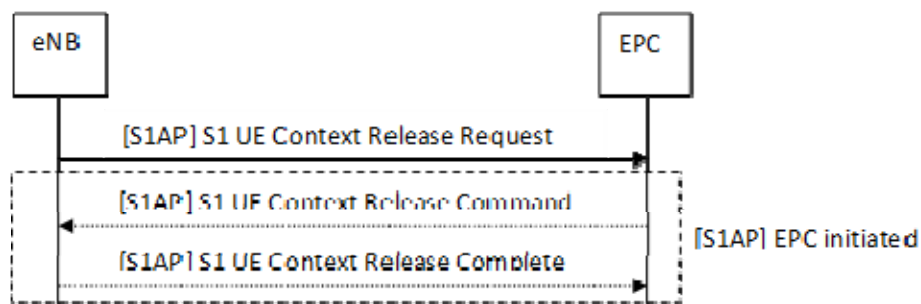 eNB
EPC
[S1AP] S1 UE Context Release Request
[S1AP] S1 UE Context Release Command
[S1AP] EPC initiated
[S1AP] S1 UE Context Release Complete